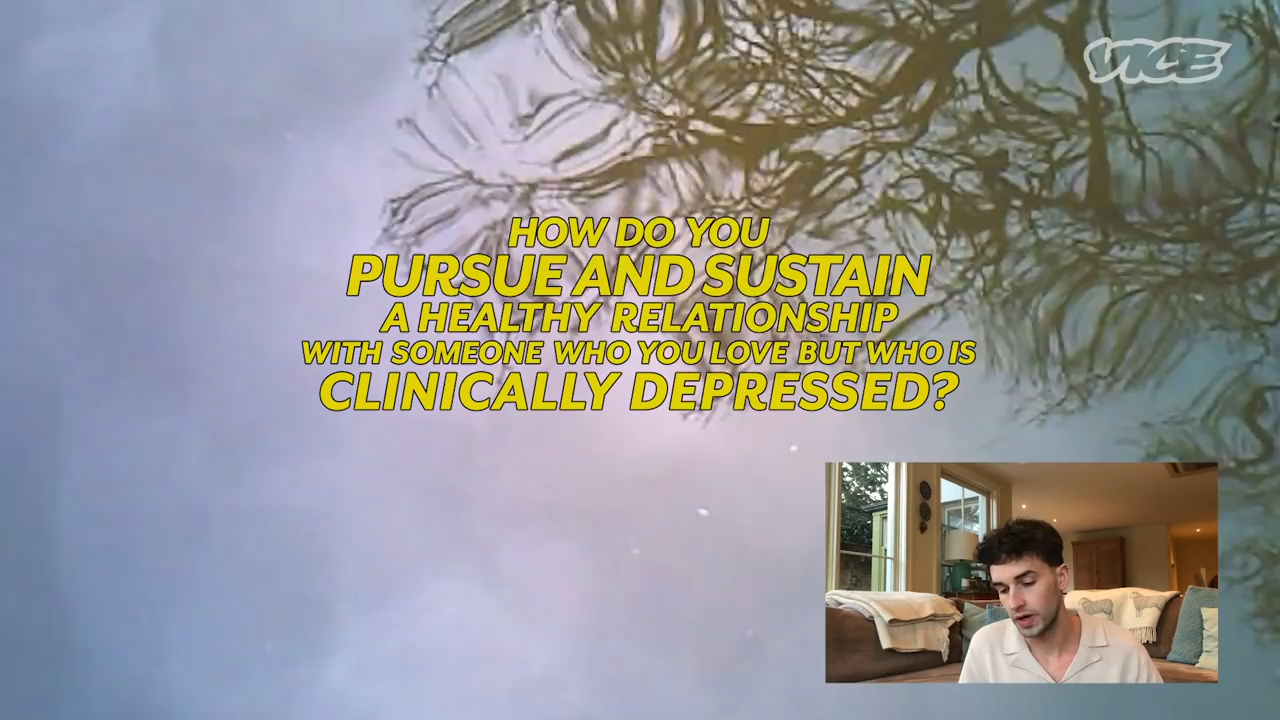 VICE
HOW DO YOU
PURSUE AND SUSTAIN
A HEALTHY RELATIONSHIP
WITH SOMEONE WHO YOU LOVE BUT WHO IS
CLINICALLY DEPRESSED?